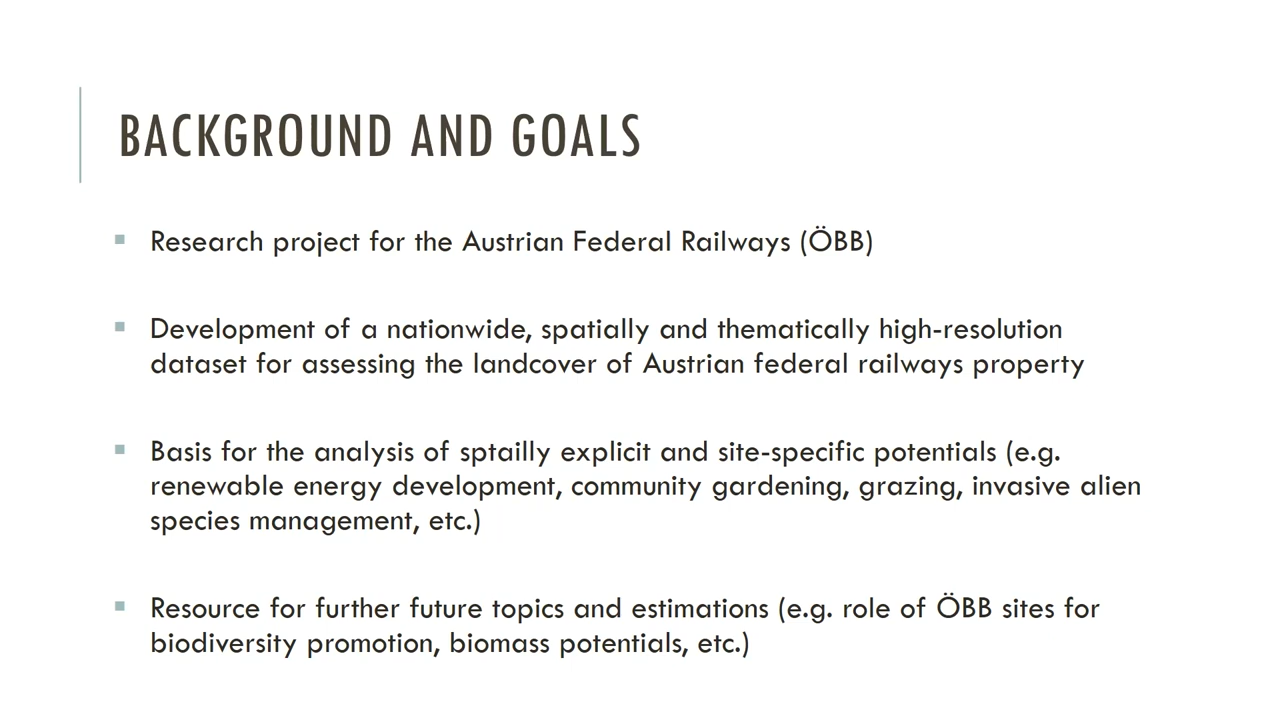 BACKGROUND AND GOALS
▪ Research project for the Austrian Federal Railways (ÖBB)
▪ Development of a nationwide, spatially and thematically high-resolution
dataset for assessing the landcover of Austrian federal railways property
▪ Basis for the analysis of sptailly explicit and site-specific potentials (e.g.
renewable energy development, community gardening, grazing, invasive alien
species management, etc.)
▪ Resource for further future topics and estimations (e.g. role of ÖBB sites for
biodiversity promotion, biomass potentials, etc.)